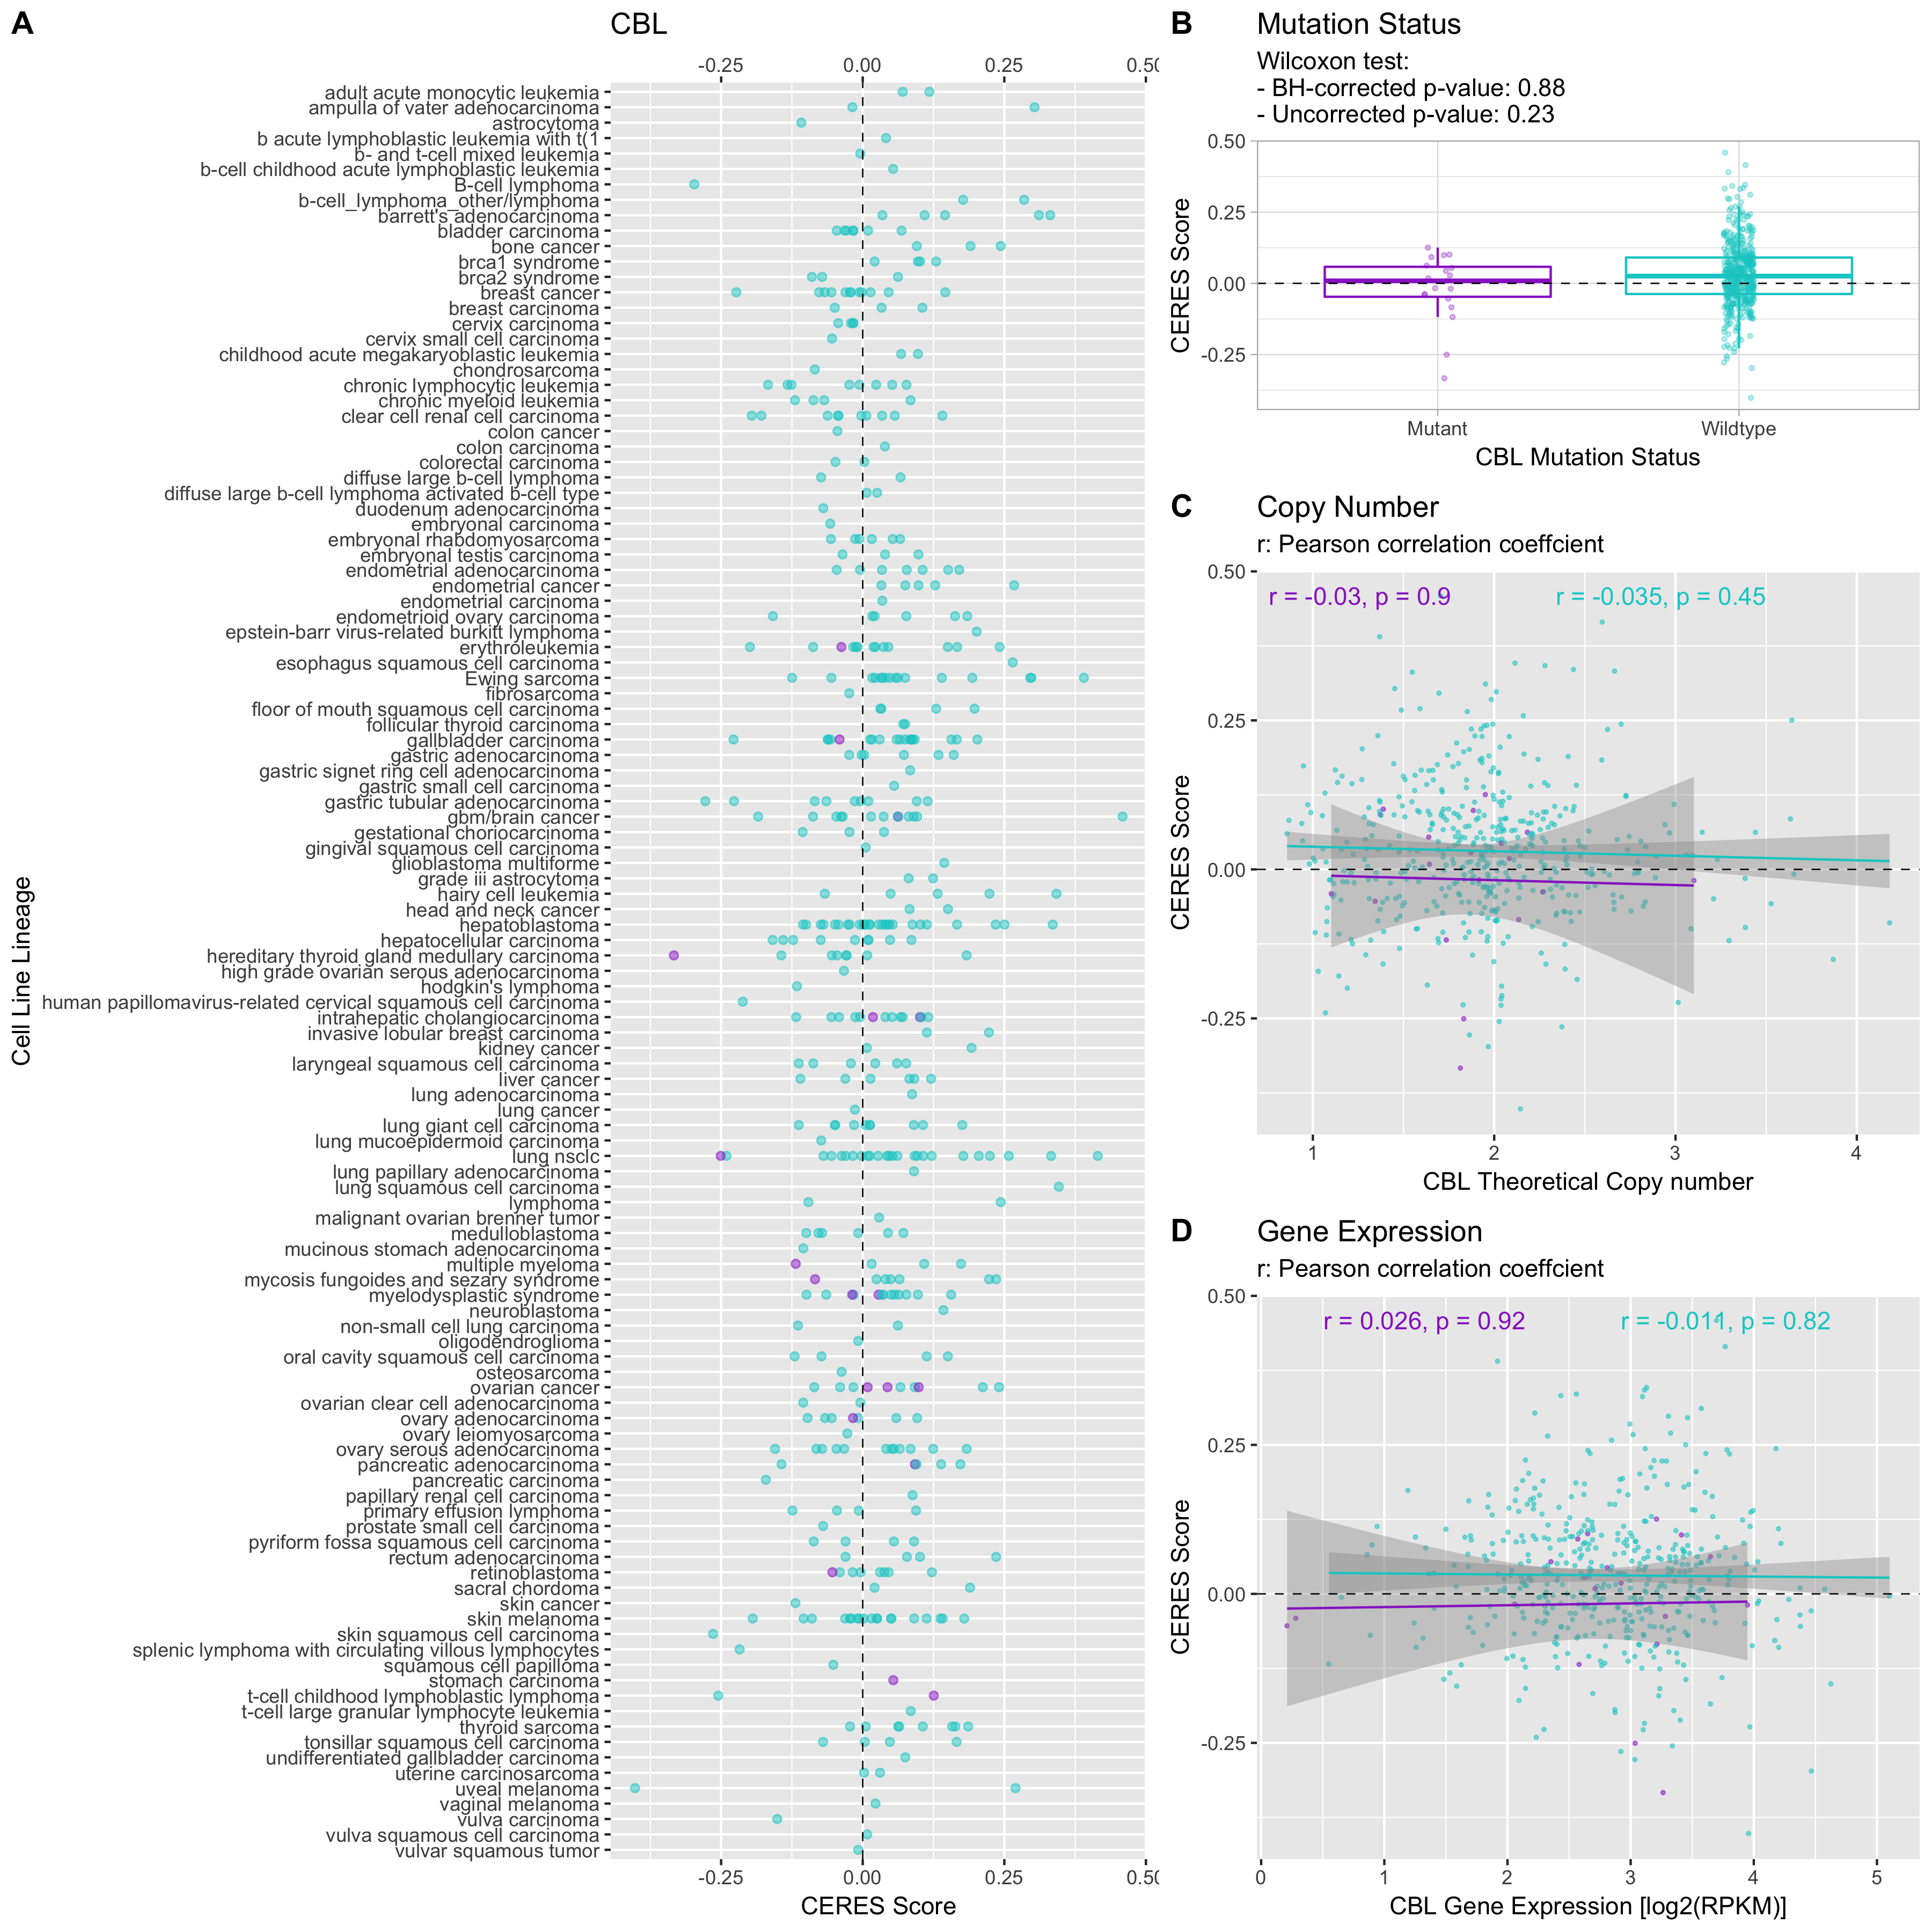 A
CBL
-0.25 0.00 0.25 0.50
adult acute monocytic leukemia
ampulla of vater adenocarcinoma
astrocytoma
b acute lymphoblastic leukemia with t(1
b- and t-cell mixed leukemia
b-cell childhood acute lymphoblastic leukemia
B-cell lymphoma
b-cell_lymphoma_other/lymphoma
barrett's adenocarcinoma
bladder carcinoma
bone cancer
brca1 syndrome
brca2 syndrome
breast cancer
breast carcinoma
cervix carcinoma
cervix small cell carcinoma
childhood acute megakaryoblastic leukemia
chondrosarcoma
chronic lymphocytic leukemia
chronic myeloid leukemia
clear cell renal cell carcinoma
colon cancer
colon carcinoma
colorectal carcinoma
diffuse large b-cell lymphoma
diffuse large b-cell lymphoma activated b-cell type
duodenum adenocarcinoma
embryonal carcinoma
embryonal rhabdomyosarcoma
embryonal testis carcinoma
endometrial adenocarcinoma
endometrial cancer
endometrial carcinoma
endometrioid ovary carcinoma
epstein-barr virus-related burkitt lymphoma
erythroleukemia
esophagus squamous cell carcinoma
Ewing sarcoma
fibrosarcoma
floor of mouth squamous cell carcinoma
follicular thyroid carcinoma
gallbladder carcinoma
gastric adenocarcinoma
gastric signet ring cell adenocarcinoma
gastric small cell carcinoma
gastric tubular adenocarcinoma
gbm/brain cancer
gestational choriocarcinoma
gingival squamous cell carcinoma
glioblastoma multiforme
grade iii astrocytoma
hairy cell leukemia
head and neck cancer
hepatoblastoma
hepatocellular carcinoma
hereditary thyroid gland medullary carcinoma
high grade ovarian serous adenocarcinoma
hodgkin's lymphoma
human papillomavirus-related cervical squamous cell carcinoma
intrahepatic cholangiocarcinoma
invasive lobular breast carcinoma
kidney cancer
laryngeal squamous cell carcinoma
liver cancer
lung adenocarcinoma
lung cancer
lung giant cell carcinoma
lung mucoepidermoid carcinoma
lung nsclc
lung papillary adenocarcinoma
lung squamous cell carcinoma
lymphoma
malignant ovarian brenner tumor
medulloblastoma
mucinous stomach adenocarcinoma
multiple myeloma
mycosis fungoides and sezary syndrome
myelodysplastic syndrome
neuroblastoma
non-small cell lung carcinoma
oligodendroglioma
oral cavity squamous cell carcinoma
osteosarcoma
ovarian cancer
ovarian clear cell adenocarcinoma
ovary adenocarcinoma
ovary leiomyosarcoma
ovary serous adenocarcinoma
pancreatic adenocarcinoma
pancreatic carcinoma
papillary renal cell carcinoma
primary effusion lymphoma
prostate small cell carcinoma
pyriform fossa squamous cell carcinoma
rectum adenocarcinoma
retinoblastoma
sacral chordoma
skin cancer
skin melanoma
skin squamous cell carcinoma
splenic lymphoma with circulating villous lymphocytes
squamous cell papilloma
stomach carcinoma
t-cell childhood lymphoblastic lymphoma
t-cell large granular lymphocyte leukemia
thyroid sarcoma
tonsillar squamous cell carcinoma
undifferentiated gallbladder carcinoma
uterine carcinosarcoma
uveal melanoma
vaginal melanoma
vulva carcinoma
vulva squamous cell carcinoma
vulvar squamous tumor
-0.25 0.00 0.25 0.50
CERES Score
Cell Line Lineage
B
Mutation Status
Wilcoxon test:
- BH-corrected p-value: 0.88
- Uncorrected p-value: 0.23
0.50
0.25
0.00
-0.25
CERES Score
Mutant Wildtype
CBL Mutation Status
C
Copy Number
r: Pearson correlation coeffcient
r = -0.03, p = 0.9 r = -0.035, p = 0.45
0.50
0.25
0.00
-0.25
CERES Score
1 2 3 4
CBL Theoretical Copy number
D
Gene Expression
r: Pearson correlation coeffcient
r = 0.026, p = 0.92 r = -0.011, p = 0.82
0.50
0.25
0.00
-0.25
CERES Score
0 1 2 3 4 5
CBL Gene Expression [log2(RPKM)]